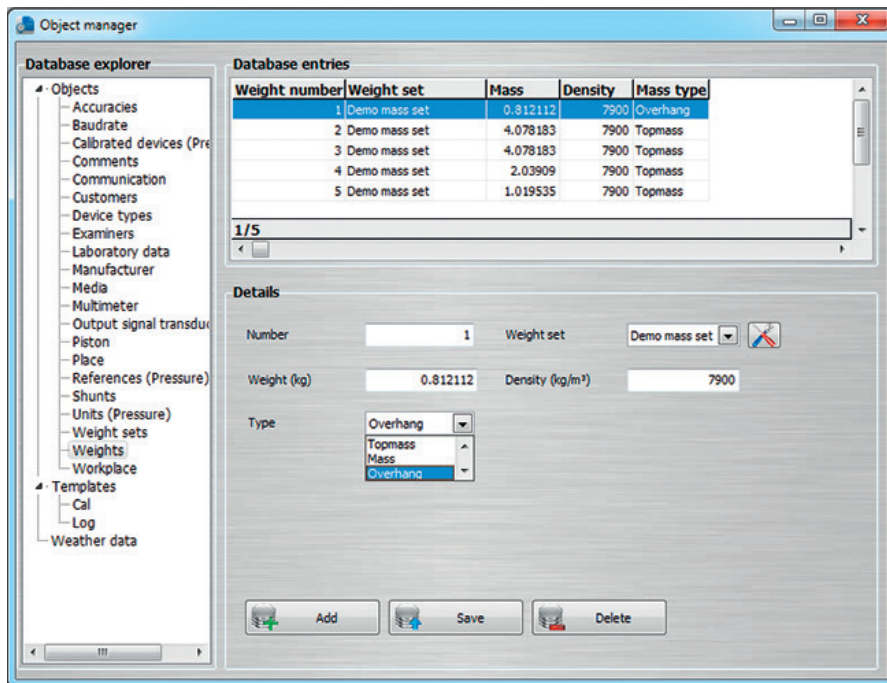 Object manager
Database explorer
Objects
Accuracies
Baudrate
Calibrated devices (Pre
Comments
Communication
Customers
Device types
Examiners
Laboratory data
Manufacturer
Media
Multimeter
Output signal transduc
Piston
Place
References (Pressure)
Shunts
Units (Pressure)
Weight sets
Weights
Workplace
Templates
Cal
Log
Weather data
Database entries
Weight number Weight set Mass Density Mass type
1 Demo mass set 0.812112 7900 Overhang
2 Demo mass set 4.078183 7900 Topmass
3 Demo mass set 4.078183 7900 Topmass
4 Demo mass set 2.03909 7900 Topmass
5 Demo mass set 1.019535 7900 Topmass
1/5
Details
Number 1 Weight set Demo mass set
Weight (kg) 0.812112 Density (kg/m³) 7900
Type Overhang
Topmass
Mass
Overhang
Add Save Delete